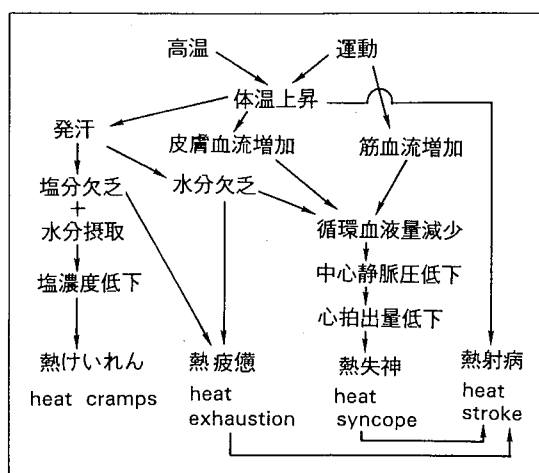 高温 運動
体温上昇
発汗
皮膚血流増加 筋血流増加
塩分欠乏 水分欠乏
+
水分摂取 循環血液量減少
塩濃度低下 中心静脈圧低下
心拍出量低下
熱けいれん 熱疲憊 熱失神 熱射病
heat cramps heat heat heat
exhaustion syncope stroke